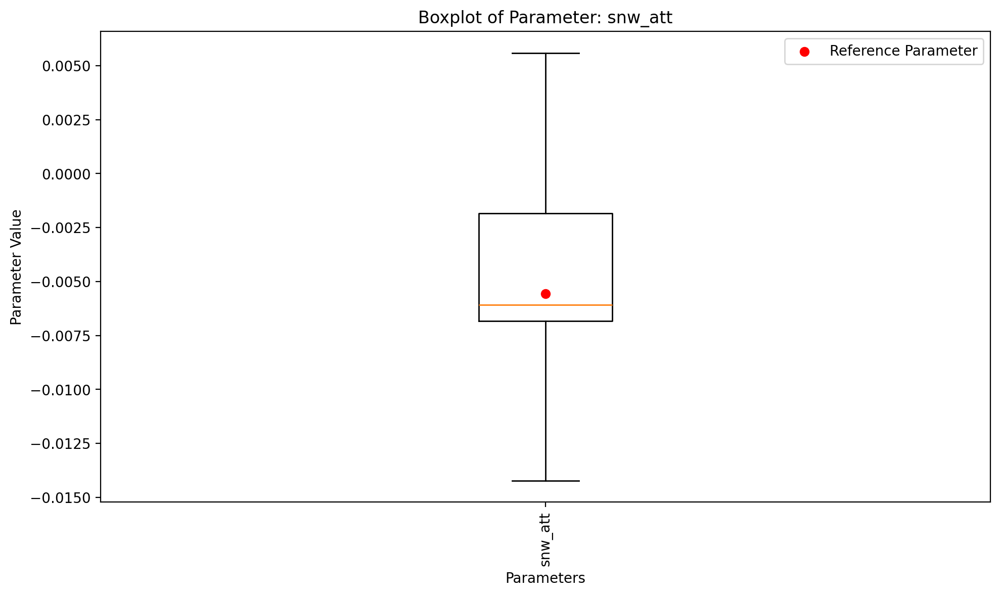 Boxplot of Parameter: snw_att
Reference Parameter
0.0050
0.0025
0.0000
−0.0025
−0.0050
−0.0075
−0.0100
−0.0125
−0.0150
Parameter Value
snw_att
Parameters